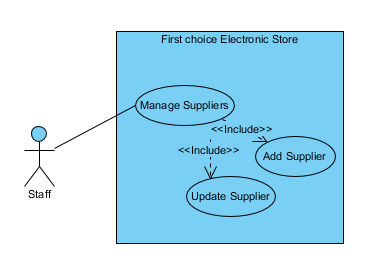 First choice Electronic Store
Manage Suppliers
<<Include>>
<<Include>>
Add Supplier
Update Supplier
Staff